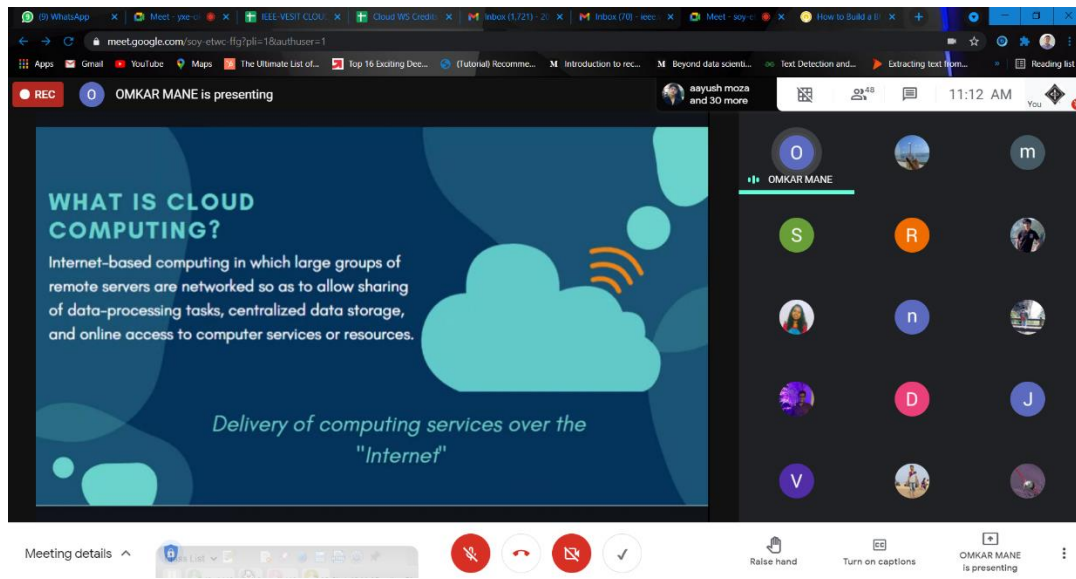 (9) WhatsApp
Meet - yxe-c
IEEE-VESIT CLOU
Cloud WS Credit
Inbox (1,721) - 2
Inbox (70) - ieee
Meet - soy-e
How to Build a
meet.google.com/soy-etwc-ffg?pli=1&authuser=1
Apps
Gmail
YouTube
Maps
The Ultimate List of...
Top 16 Exciting Dee...
(Tutorial) Recomme...
Introduction to rec...
Beyond data scienti...
Text Detection and...
Extracting text from...
Reading list
REC
O
OMKAR MANE is presenting
aayush moza
and 30 more
48
11:12 AM
You
WHAT IS CLOUD
COMPUTING?
Internet-based computing in which large groups of
remote servers are networked so as to allow sharing
of data-processing tasks, centralized data storage,
and online access to computer services or resources.
Delivery of computing services over the
"Internet"
O
m
OMKAR MANE
S
R
n
D
J
V
Meeting details
Raise hand
Turn on captions
OMKAR MANE
is presenting